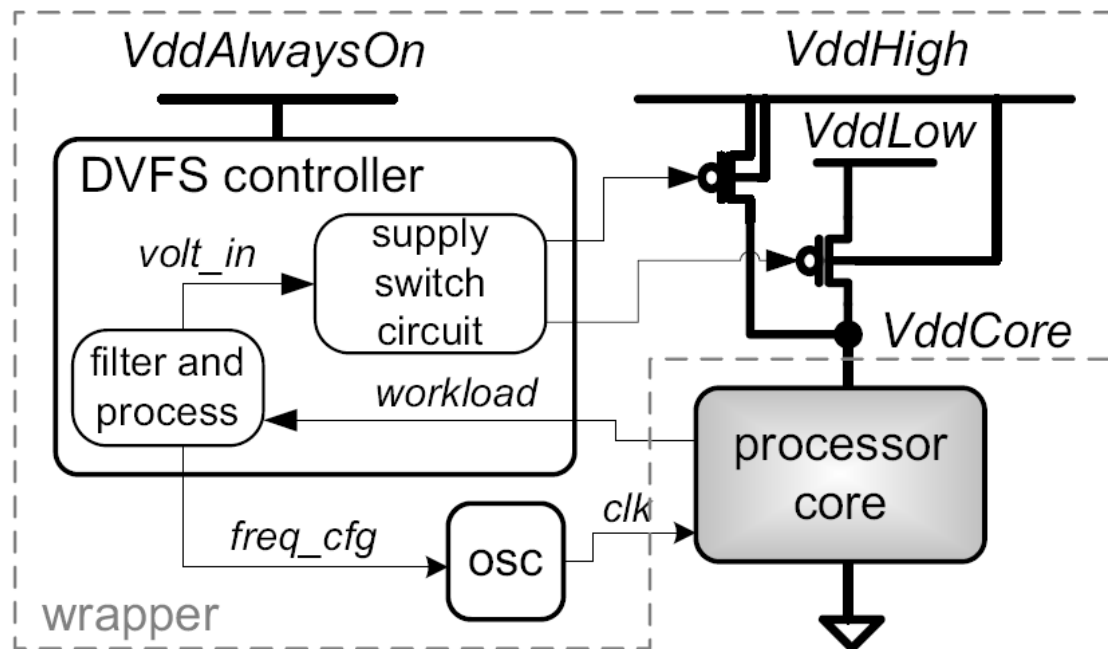 VddAlwaysOn
VddHigh
VddLow
DVFS controller
volt_in
supply
switch
circuit
VddCore
filter and
process
workload
processor
core
freq_cfg
osc
clk
wrapper